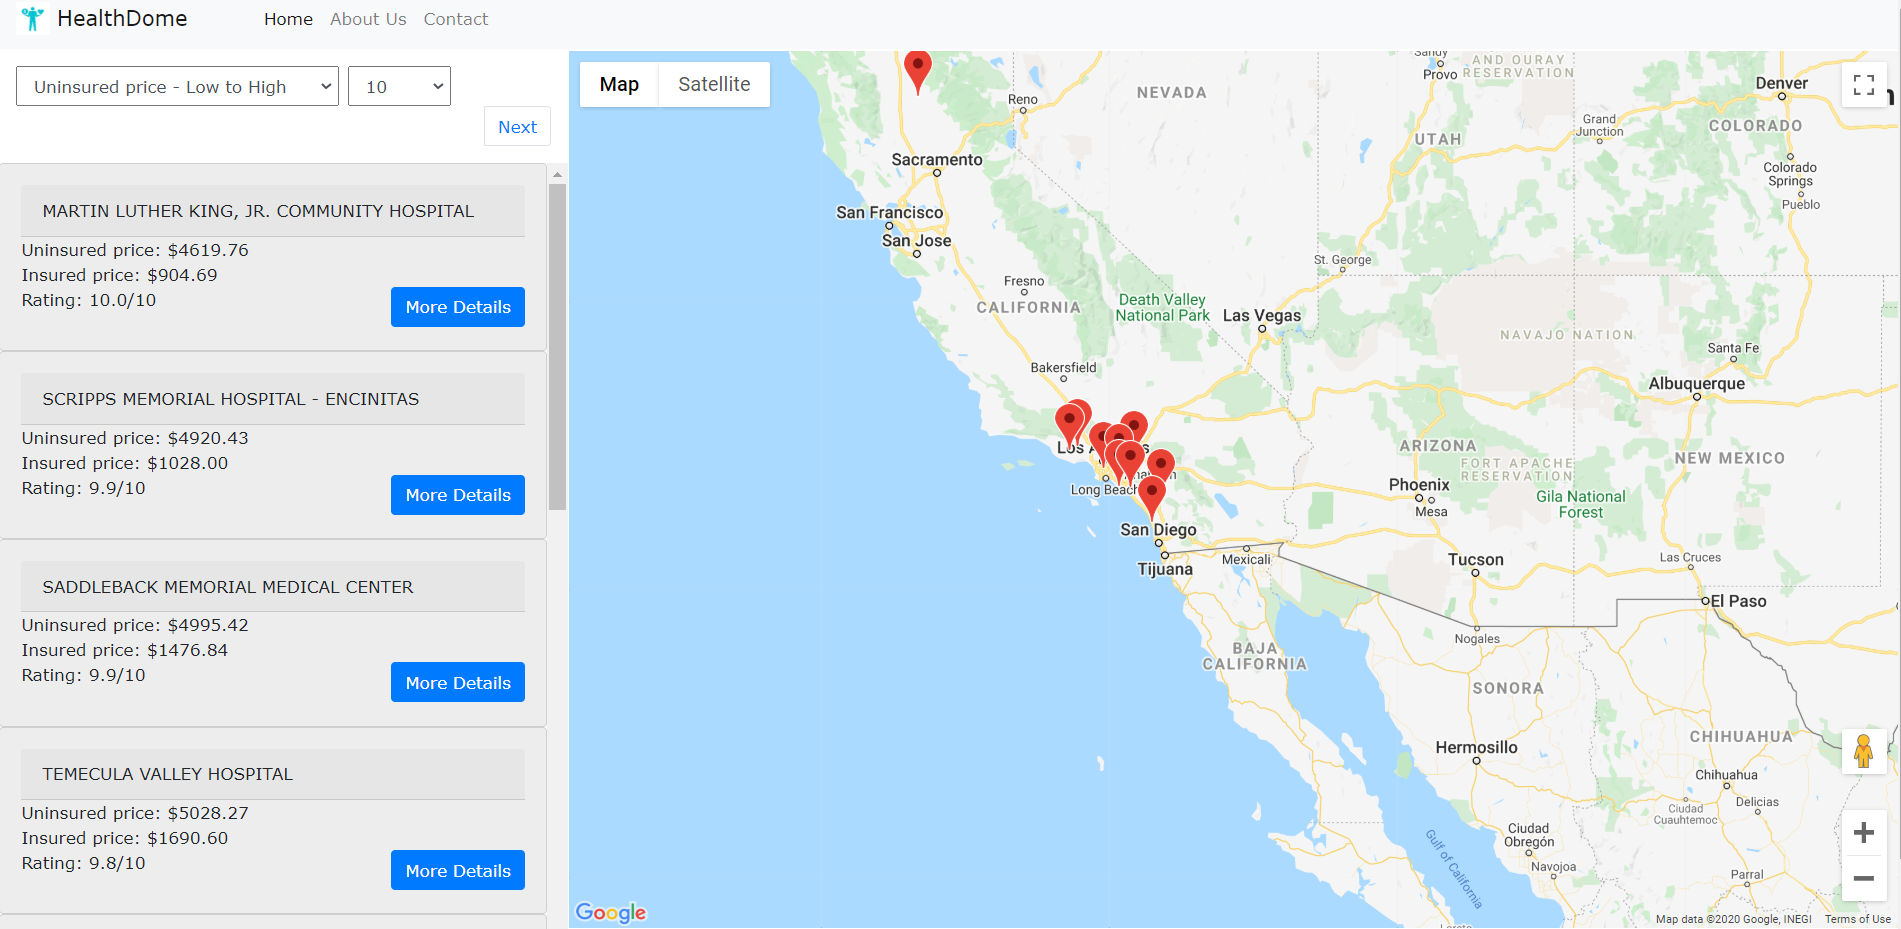 HealthDome
Home
About Us
Contact
Uninsured price - Low to High
10
Next
MARTIN LUTHER KING, JR. COMMUNITY HOSPITAL
Uninsured price: $4619.76
Insured price: $904.69
Rating: 10.0/10
More Details
SCRIPPS MEMORIAL HOSPITAL - ENCINITAS
Uninsured price: $4920.43
Insured price: $1028.00
Rating: 9.9/10
More Details
SADDLEBACK MEMORIAL MEDICAL CENTER
Uninsured price: $4995.42
Insured price: $1476.84
Rating: 9.9/10
More Details
TEMECULA VALLEY HOSPITAL
Uninsured price: $5028.27
Insured price: $1690.60
Rating: 9.8/10
More Details
Map
Satellite
Sandy
Provo
AND OURAY
RESERVATION
Denver
Reno
NEVADA
Grand
Junction
COLORADO
UTAH
Sacramento
Colorado
Springs
Pueblo
San Francisco
San Jose
St. George
Fresno
CALIFORNIA
Death Valley
National Park
Las Vegas
NAVAJO NATION
Santa Fe
Bakersfield
Albuquerque
Los
ARIZONA
NEW MEXICO
FORT APACHE
RESERVATION
Long Beach
Phoenix
Mesa
Gila National
Forest
San Diego
Tijuana
Mexicali
Tucson
Las Cruces
El Paso
Nogales
BAJA
CALIFORNIA
SONORA
CHIHUAHUA
Hermosillo
Chihuahua
Delicias
Ciudad
Cuauhtemoc
Ciudad
Obregón
Gulf of California
Navojoa
Parral
Google
Map data ©2020 Google, INEGI
Terms of Use